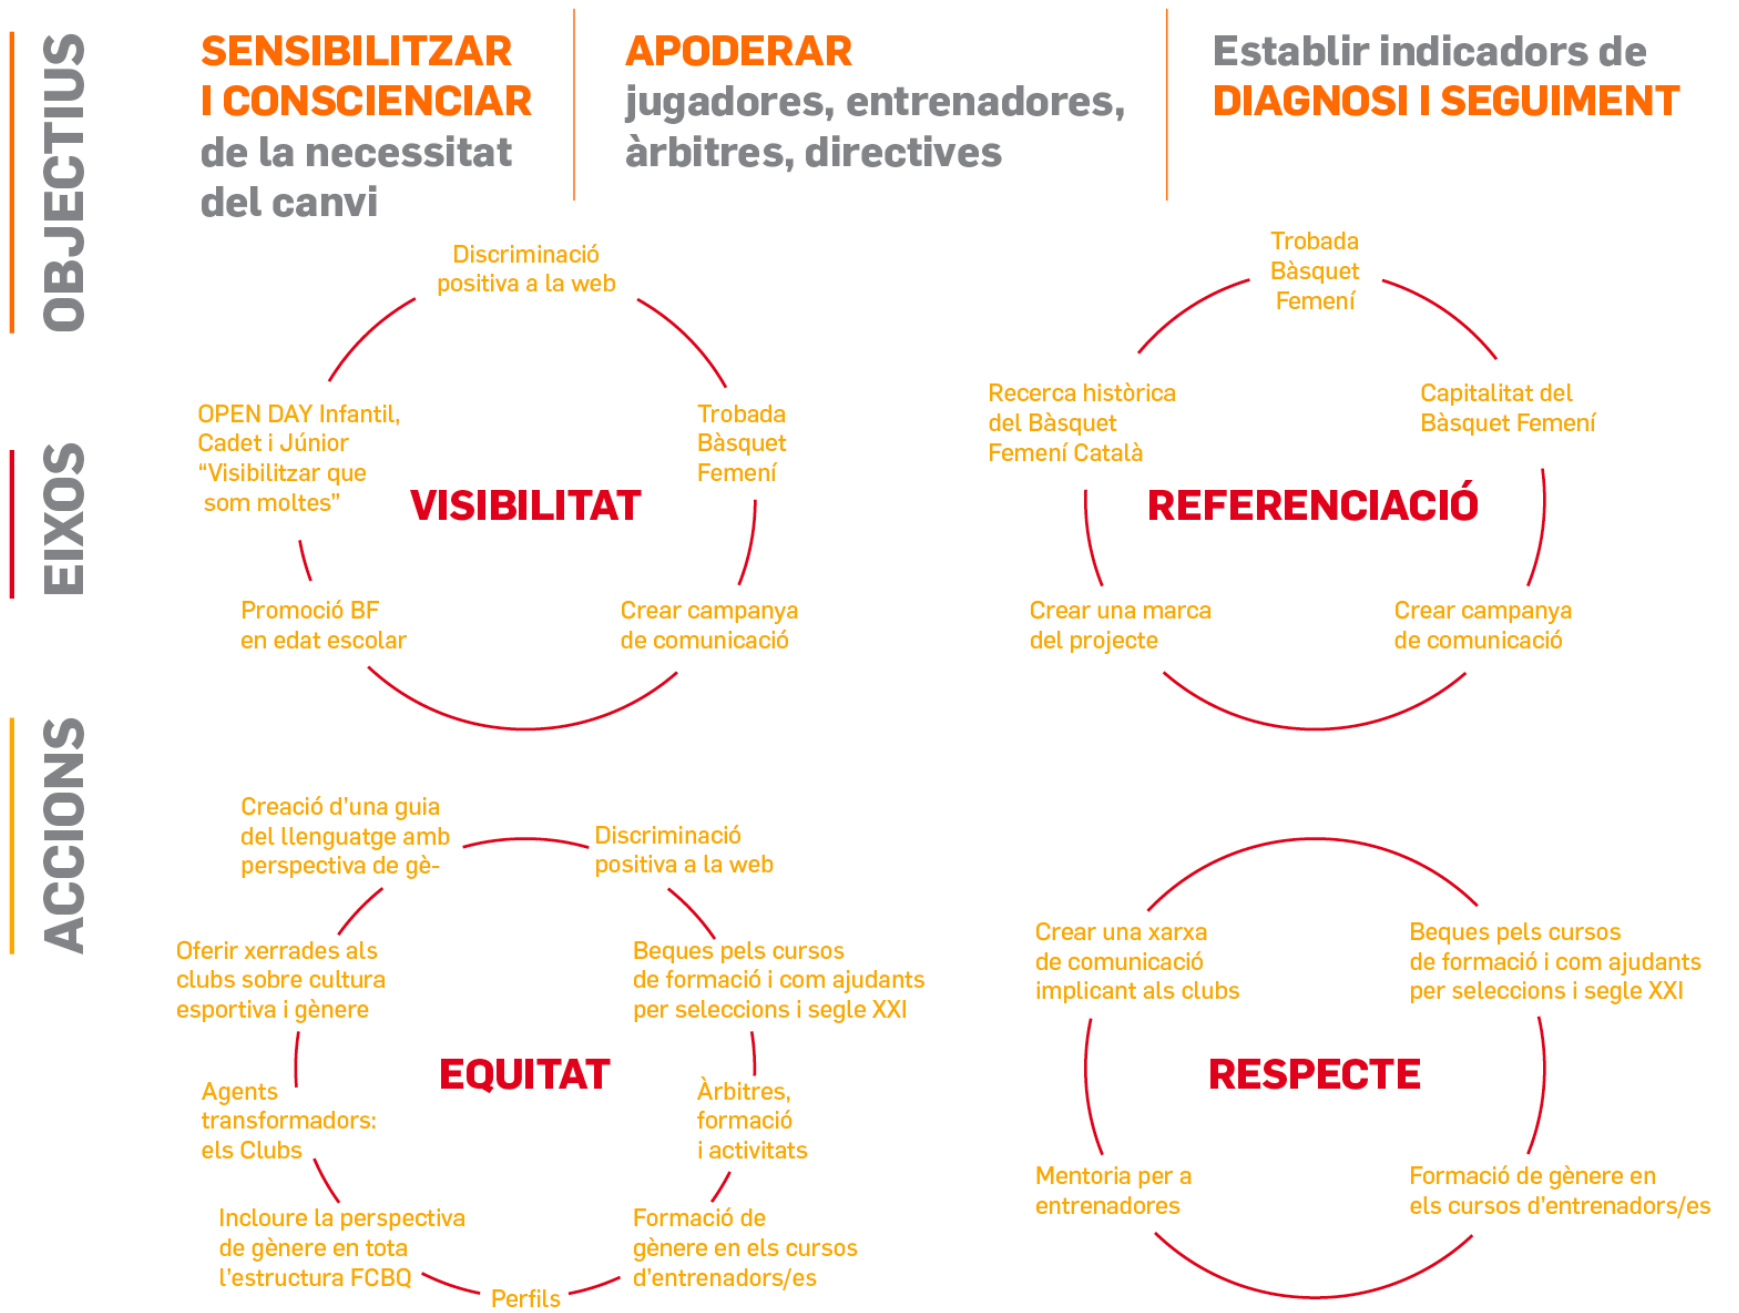 OBJECTIUS
SENSIBILITZAR
I CONSCIENCIAR
de la necessitat
del canvi
APODERAR
jugadores, entrenadores,
àrbitres, directives
Establir indicadors de
DIAGNOSI I SEGUIMENT
EIXOS
ACCIONS
VISIBILITAT
Discriminació
positiva a la web
Trobada
Bàsquet
Femení
Crear campanya
de comunicació
Promoció BF
en edat escolar
OPEN DAY Infantil,
Cadet i Júnior
“Visibilitzar que
som moltes”
REFERENCIACIÓ
Trobada
Bàsquet
Femení
Capitalitat del
Bàsquet Femení
Crear campanya
de comunicació
Crear una marca
del projecte
Recerca històrica
del Bàsquet
Femení Català
EQUITAT
Creació d’una guia
del llenguatge amb
perspectiva de gè-
Discriminació
positiva a la web
Beques pels cursos
de formació i com ajudants
per seleccions i segle XXI
Àrbitres,
formació
i activitats
Formació de
gènere en els cursos
d’entrenadors/es
Perfils
Incloure la perspectiva
de gènere en tota
l’estructura FCBQ
Agents
transformadors:
els Clubs
Oferir xerrades als
clubs sobre cultura
esportiva i gènere
RESPECTE
Crear una xarxa
de comunicació
implicant als clubs
Beques pels cursos
de formació i com ajudants
per seleccions i segle XXI
Formació de gènere en
els cursos d’entrenadors/es
Mentoria per a
entrenadores